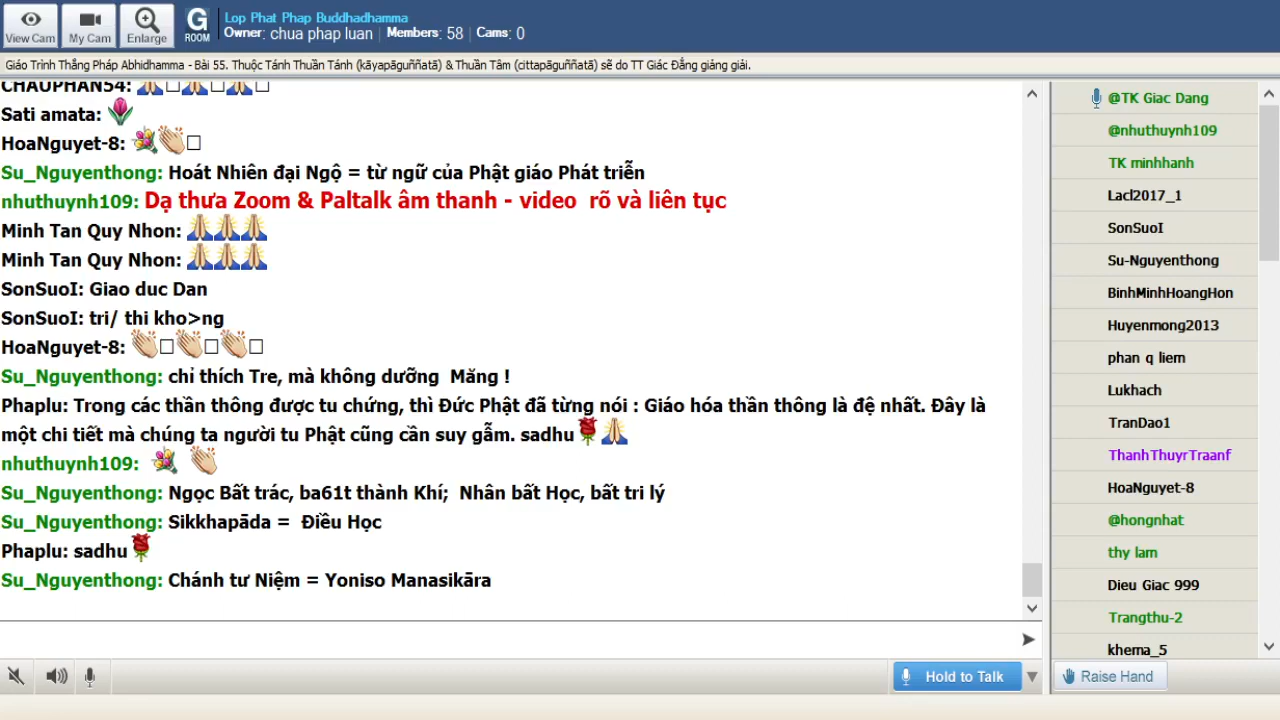 View Cam
My Cam
Enlarge
G
ROOM
Lop Phat Phap Buddhadhamma
Owner: chua phap luan | Members: 58 | Cams: 0
Giáo Trình Thắng Pháp Abhidhamma - Bài 55. Thuộc Tánh Thuần Tánh (kāyapāguññatā) & Thuần Tâm (cittapāguññatā) sẽ do TT Giác Đẳng giảng giải.
CHAUPHAN54:
Sati amata:
HoaNguyet-8:
Su_Nguyenthong: Hoát Nhiên đại Ngộ = từ ngữ của Phật giáo Phát triễn
nhuthuynh109: Dạ thưa Zoom & Paltalk âm thanh - video rõ và liên tục
Minh Tan Quy Nhon:
Minh Tan Quy Nhon:
SonSuoI: Giao duc Dan
SonSuoI: tri/ thi kho>ng
HoaNguyet-8:
Su_Nguyenthong: chỉ thích Tre, mà không dưỡng Măng !
Phaplu: Trong các thần thông được tu chứng, thì Đức Phật đã từng nói : Giáo hóa thần thông là đệ nhất. Đây là
một chi tiết mà chúng ta người tu Phật cũng cần suy gẫm. sadhu
nhuthuynh109:
Su_Nguyenthong: Ngọc Bất trác, ba61t thành Khí; Nhân bất Học, bất tri lý
Su_Nguyenthong: Sikkhapāda = Điều Học
Phaplu: sadhu
Su_Nguyenthong: Chánh tư Niệm = Yoniso Manasikāra
@TK Giac Dang
@nhuthuynh109
TK minhhanh
Lacl2017_1
SonSuoI
Su-Nguyenthong
BinhMinhHoangHon
Huyenmong2013
phan q liem
Lukhach
TranDao1
ThanhThuyrTraanf
HoaNguyet-8
@hongnhat
thy lam
Dieu Giac 999
Trangthu-2
khema_5
Hold to Talk
Raise Hand